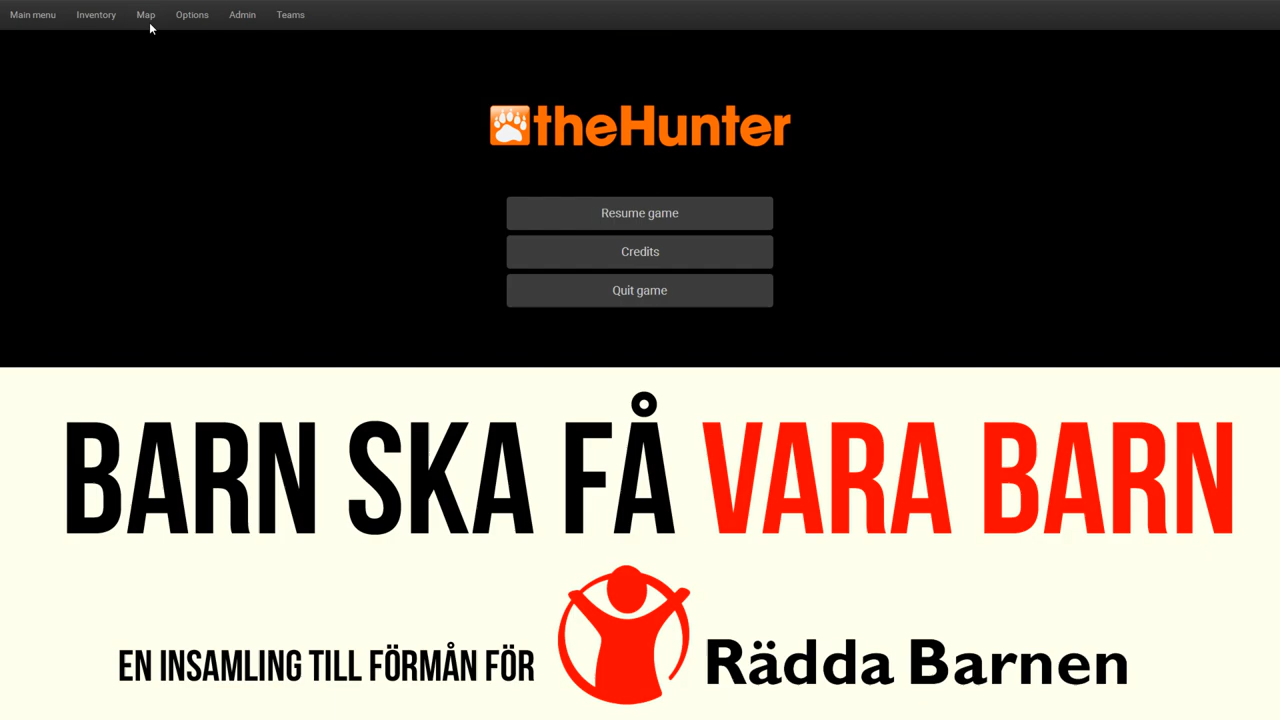 Main menu Inventory Map Options Admin Teams
theHunter
Resume game
Credits
Quit game
BARN SKA FÅ VARA BARN
EN INSAMLING TILL FÖRMÅN FÖR Rädda Barnen